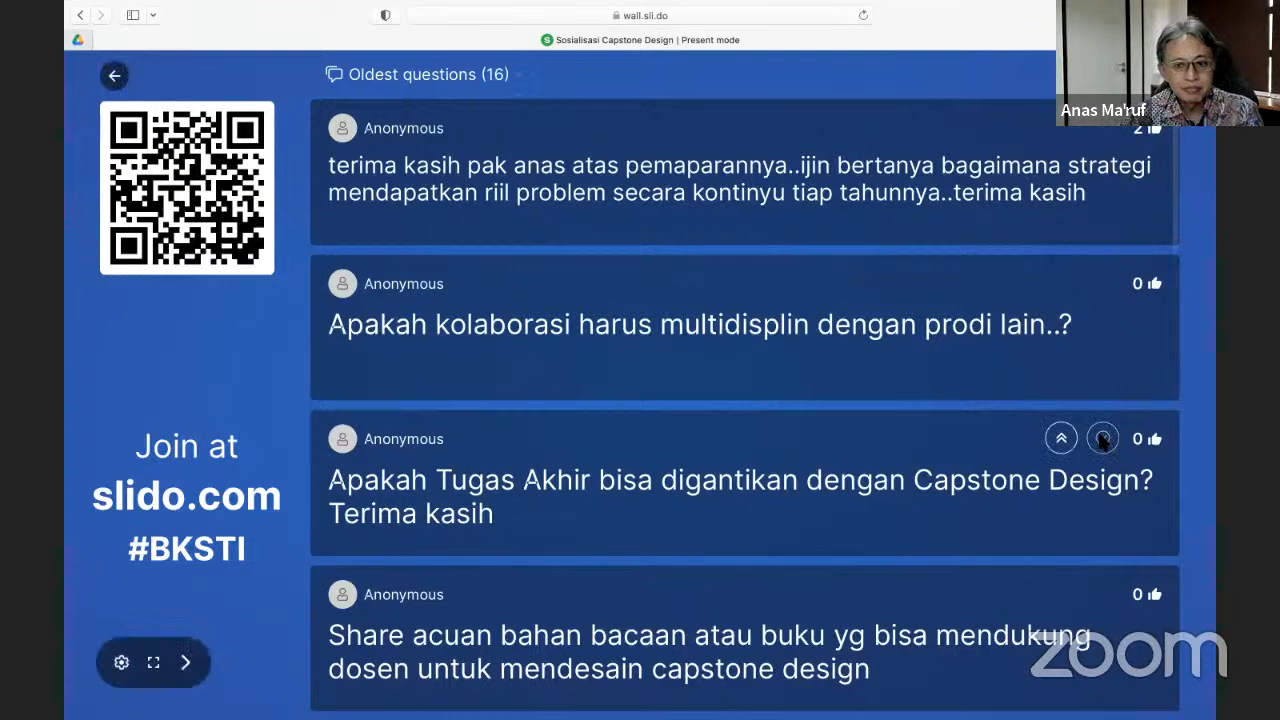 wall.sli.do
Sosialisasi Capstone Design | Present mode
Anas Ma'ruf
Oldest questions (16)
Anonymous
2
terima kasih pak anas atas pemaparannya..ijin bertanya bagaimana strategi
mendapatkan riil problem secara kontinyu tiap tahunnya..terima kasih
Anonymous
0
Apakah kolaborasi harus multidisplin dengan prodi lain..?
Anonymous
0
Apakah Tugas Akhir bisa digantikan dengan Capstone Design?
Terima kasih
Anonymous
0
Share acuan bahan bacaan atau buku yg bisa mendukung
dosen untuk mendesain capstone design
Join at
slido.com
#BKSTI
zoom